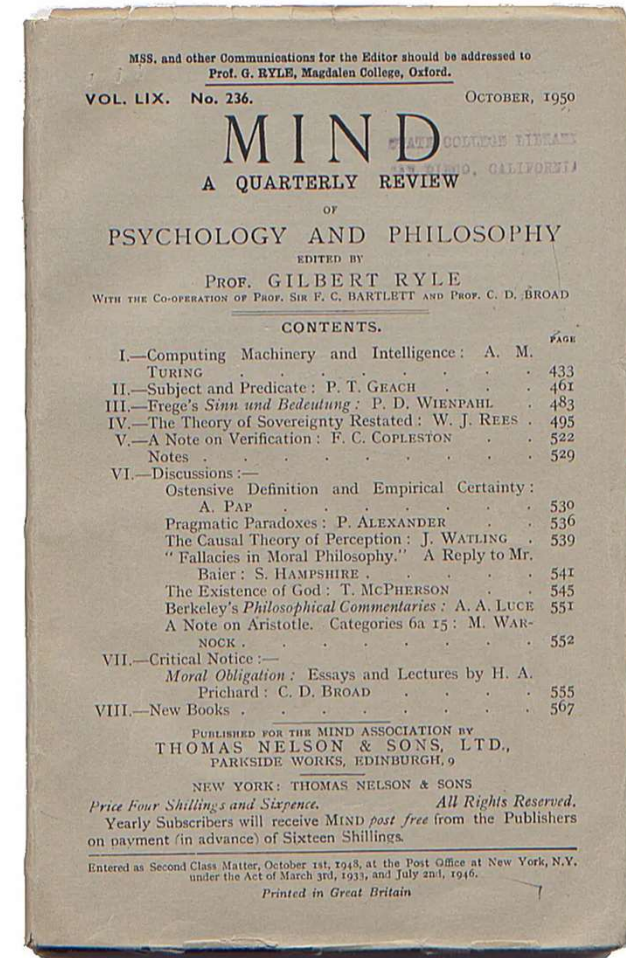 MSS. and other Communications for the Editor should be addressed to
Prof. G. RYLE, Magdalen College, Oxford.
VOL. LIX. No. 236. OCTOBER, 1950
MIND
STATE COLLEGE LIBRARY
SAN DIEGO, CALIFORNIA
A QUARTERLY REVIEW
OF
PSYCHOLOGY AND PHILOSOPHY
EDITED BY
PROF. GILBERT RYLE
WITH THE CO-OPERATION OF PROF. SIR F. C. BARTLETT AND PROF. C. D. BROAD
CONTENTS.
PAGE
I.—Computing Machinery and Intelligence : A. M.
TURING . . . . . . . . 433
II.—Subject and Predicate : P. T. GEACH . . . 461
III.—Frege's Sinn und Bedeutung : P. D. WIENPAHL . 483
IV.—The Theory of Sovereignty Restated : W. J. REES . 495
V.—A Note on Verification : F. C. COPLESTON . . 522
Notes . . . . . . . . . 529
VI.—Discussions :—
Ostensive Definition and Empirical Certainty :
A. PAP . . . . . . . 530
Pragmatic Paradoxes : P. ALEXANDER . . 536
The Causal Theory of Perception : J. WATLING . 539
" Fallacies in Moral Philosophy." A Reply to Mr.
Baier : S. HAMPSHIRE . . . . . 541
The Existence of God : T. MCPHERSON . . 545
Berkeley's Philosophical Commentaries : A. A. LUCE 551
A Note on Aristotle. Categories 6a 15 : M. WAR-
NOCK . . . . . . . . 552
VII.—Critical Notice :—
Moral Obligation : Essays and Lectures by H. A.
Prichard : C. D. BROAD . . . . 555
VIII.—New Books . . . . . . . . 567
PUBLISHED FOR THE MIND ASSOCIATION BY
THOMAS NELSON & SONS, LTD.,
PARKSIDE WORKS, EDINBURGH, 9
NEW YORK: THOMAS NELSON & SONS
Price Four Shillings and Sixpence. All Rights Reserved.
Yearly Subscribers will receive MIND post free from the Publishers
on payment (in advance) of Sixteen Shillings.
Entered as Second Class Matter, October 1st, 1948, at the Post Office at New York, N.Y.
under the Act of March 3rd, 1933, and July 2nd, 1946.
Printed in Great Britain